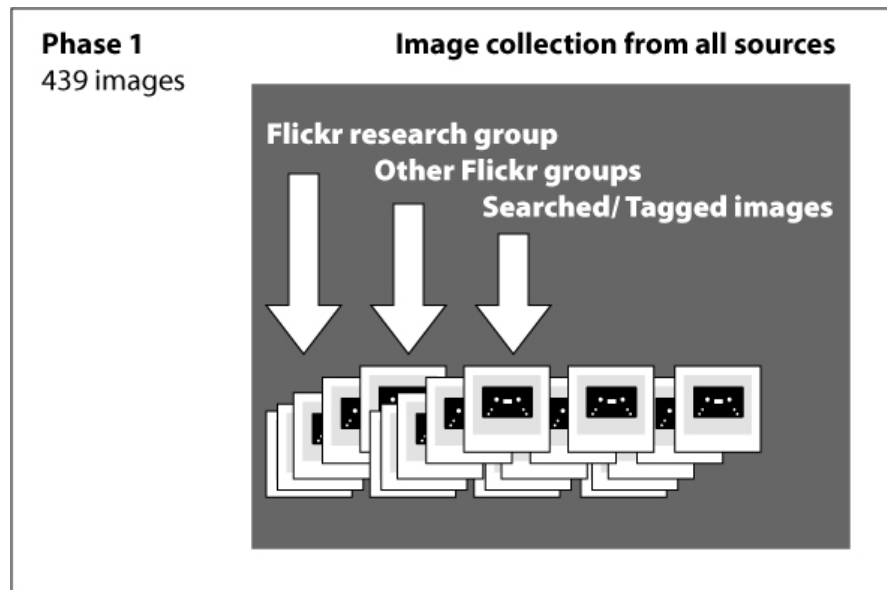 Phase 1
439 images
Image collection from all sources
Flickr research group
Other Flickr groups
Searched/ Tagged images